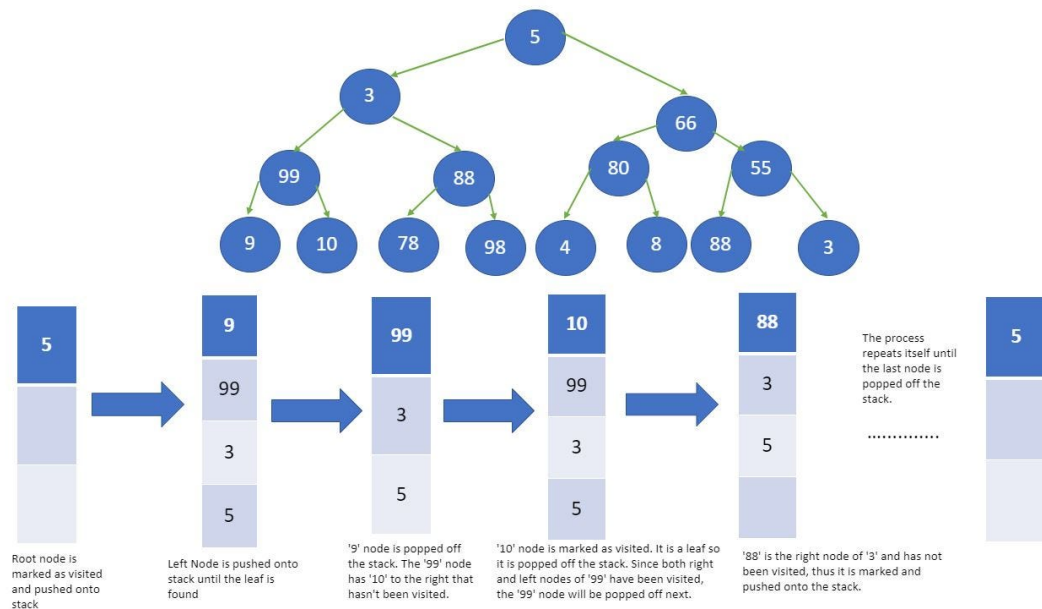 5
3
66
99
88
80
55
9
10
78
98
4
8
88
3
5
9
99
3
5
99
3
5
10
99
3
5
88
3
5
The process
repeats itself until
the last node is
popped off the
stack.
..............
5
Root node is
marked as visited
and pushed onto
stack
Left Node is pushed onto
stack until the leaf is
found
'9' node is popped off
the stack. The '99' node
has '10' to the right that
hasn't been visited.
'10' node is marked as visited. It is a leaf so
it is popped off the stack. Since both right
and left nodes of '99' have been visited,
the '99' node will be popped off next.
'88' is the right node of '3' and has not
been visited, thus it is marked and
pushed onto the stack.